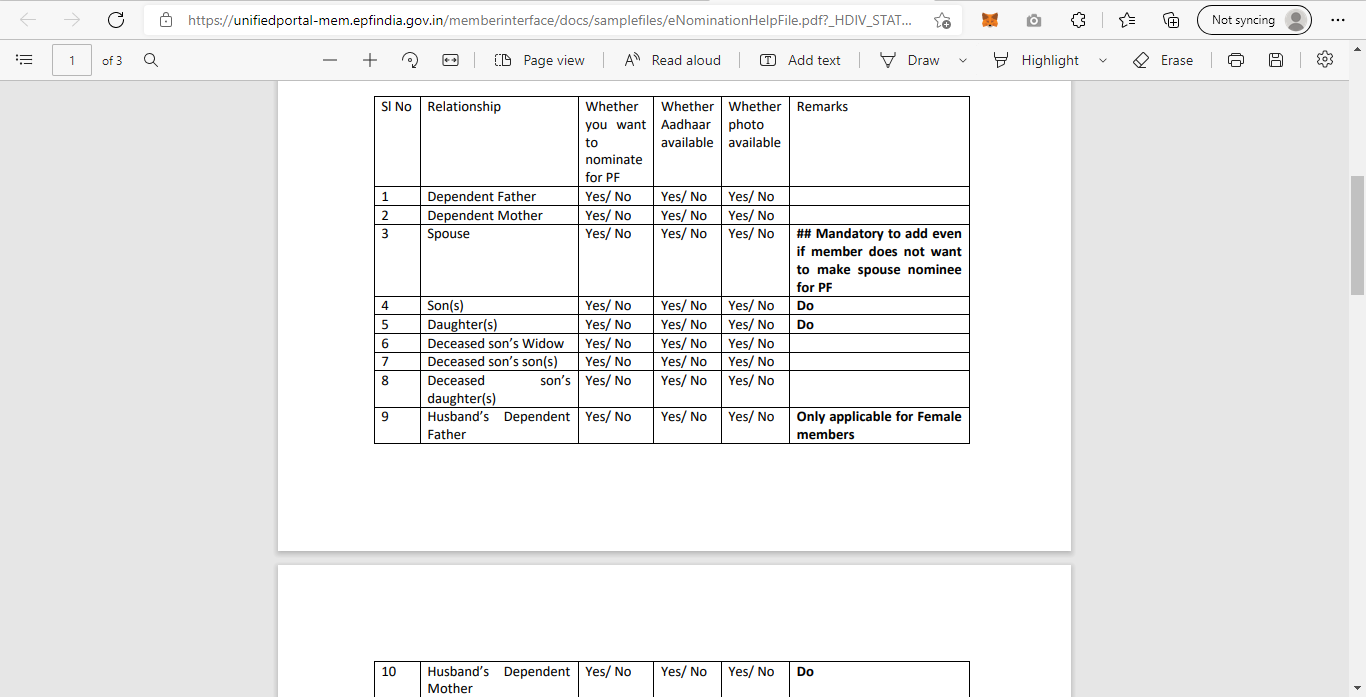 https://unifiedportal-mem.epfindia.gov.in/memberinterface/docs/samplefiles/eNominationHelpFile.pdf?_HDIV_STAT...
Not syncing
1 of 3
Page view
Read aloud
Add text
Draw
Highlight
Erase
Sl No Relationship Whether you want to nominate for PF Whether Aadhaar available Whether photo available Remarks
1 Dependent Father Yes/ No Yes/ No Yes/ No
2 Dependent Mother Yes/ No Yes/ No Yes/ No
3 Spouse Yes/ No Yes/ No Yes/ No ## Mandatory to add even
if member does not want
to make spouse nominee
for PF
4 Son(s) Yes/ No Yes/ No Yes/ No Do
5 Daughter(s) Yes/ No Yes/ No Yes/ No Do
6 Deceased son's Widow Yes/ No Yes/ No Yes/ No
7 Deceased son's son(s) Yes/ No Yes/ No Yes/ No
8 Deceased son's daughter(s) Yes/ No Yes/ No Yes/ No
9 Husband's Dependent Father Yes/ No Yes/ No Yes/ No Only applicable for Female members
10 Husband's Dependent Mother Yes/ No Yes/ No Yes/ No Do